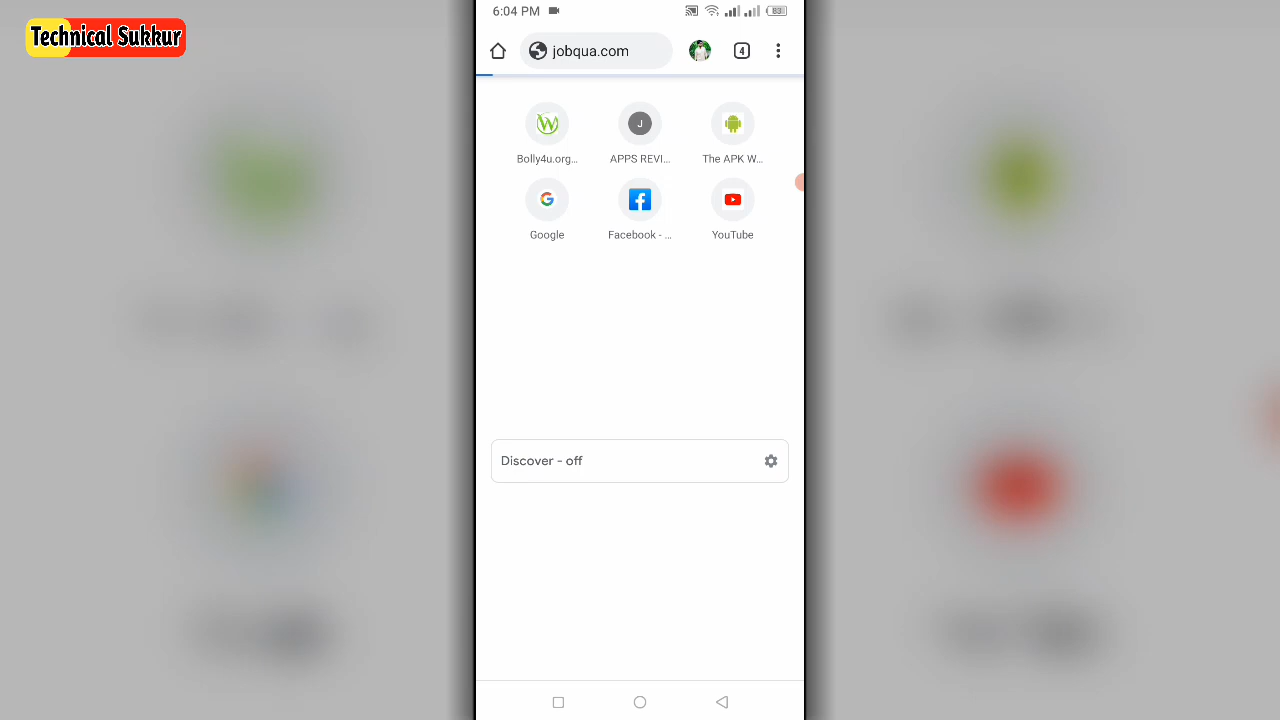 Technical Sukkur
6:04 PM
83
jobqua.com
4
J
Bolly4u.org...
APPS REVI...
The APK W...
Google
Facebook - ...
YouTube
Discover - off